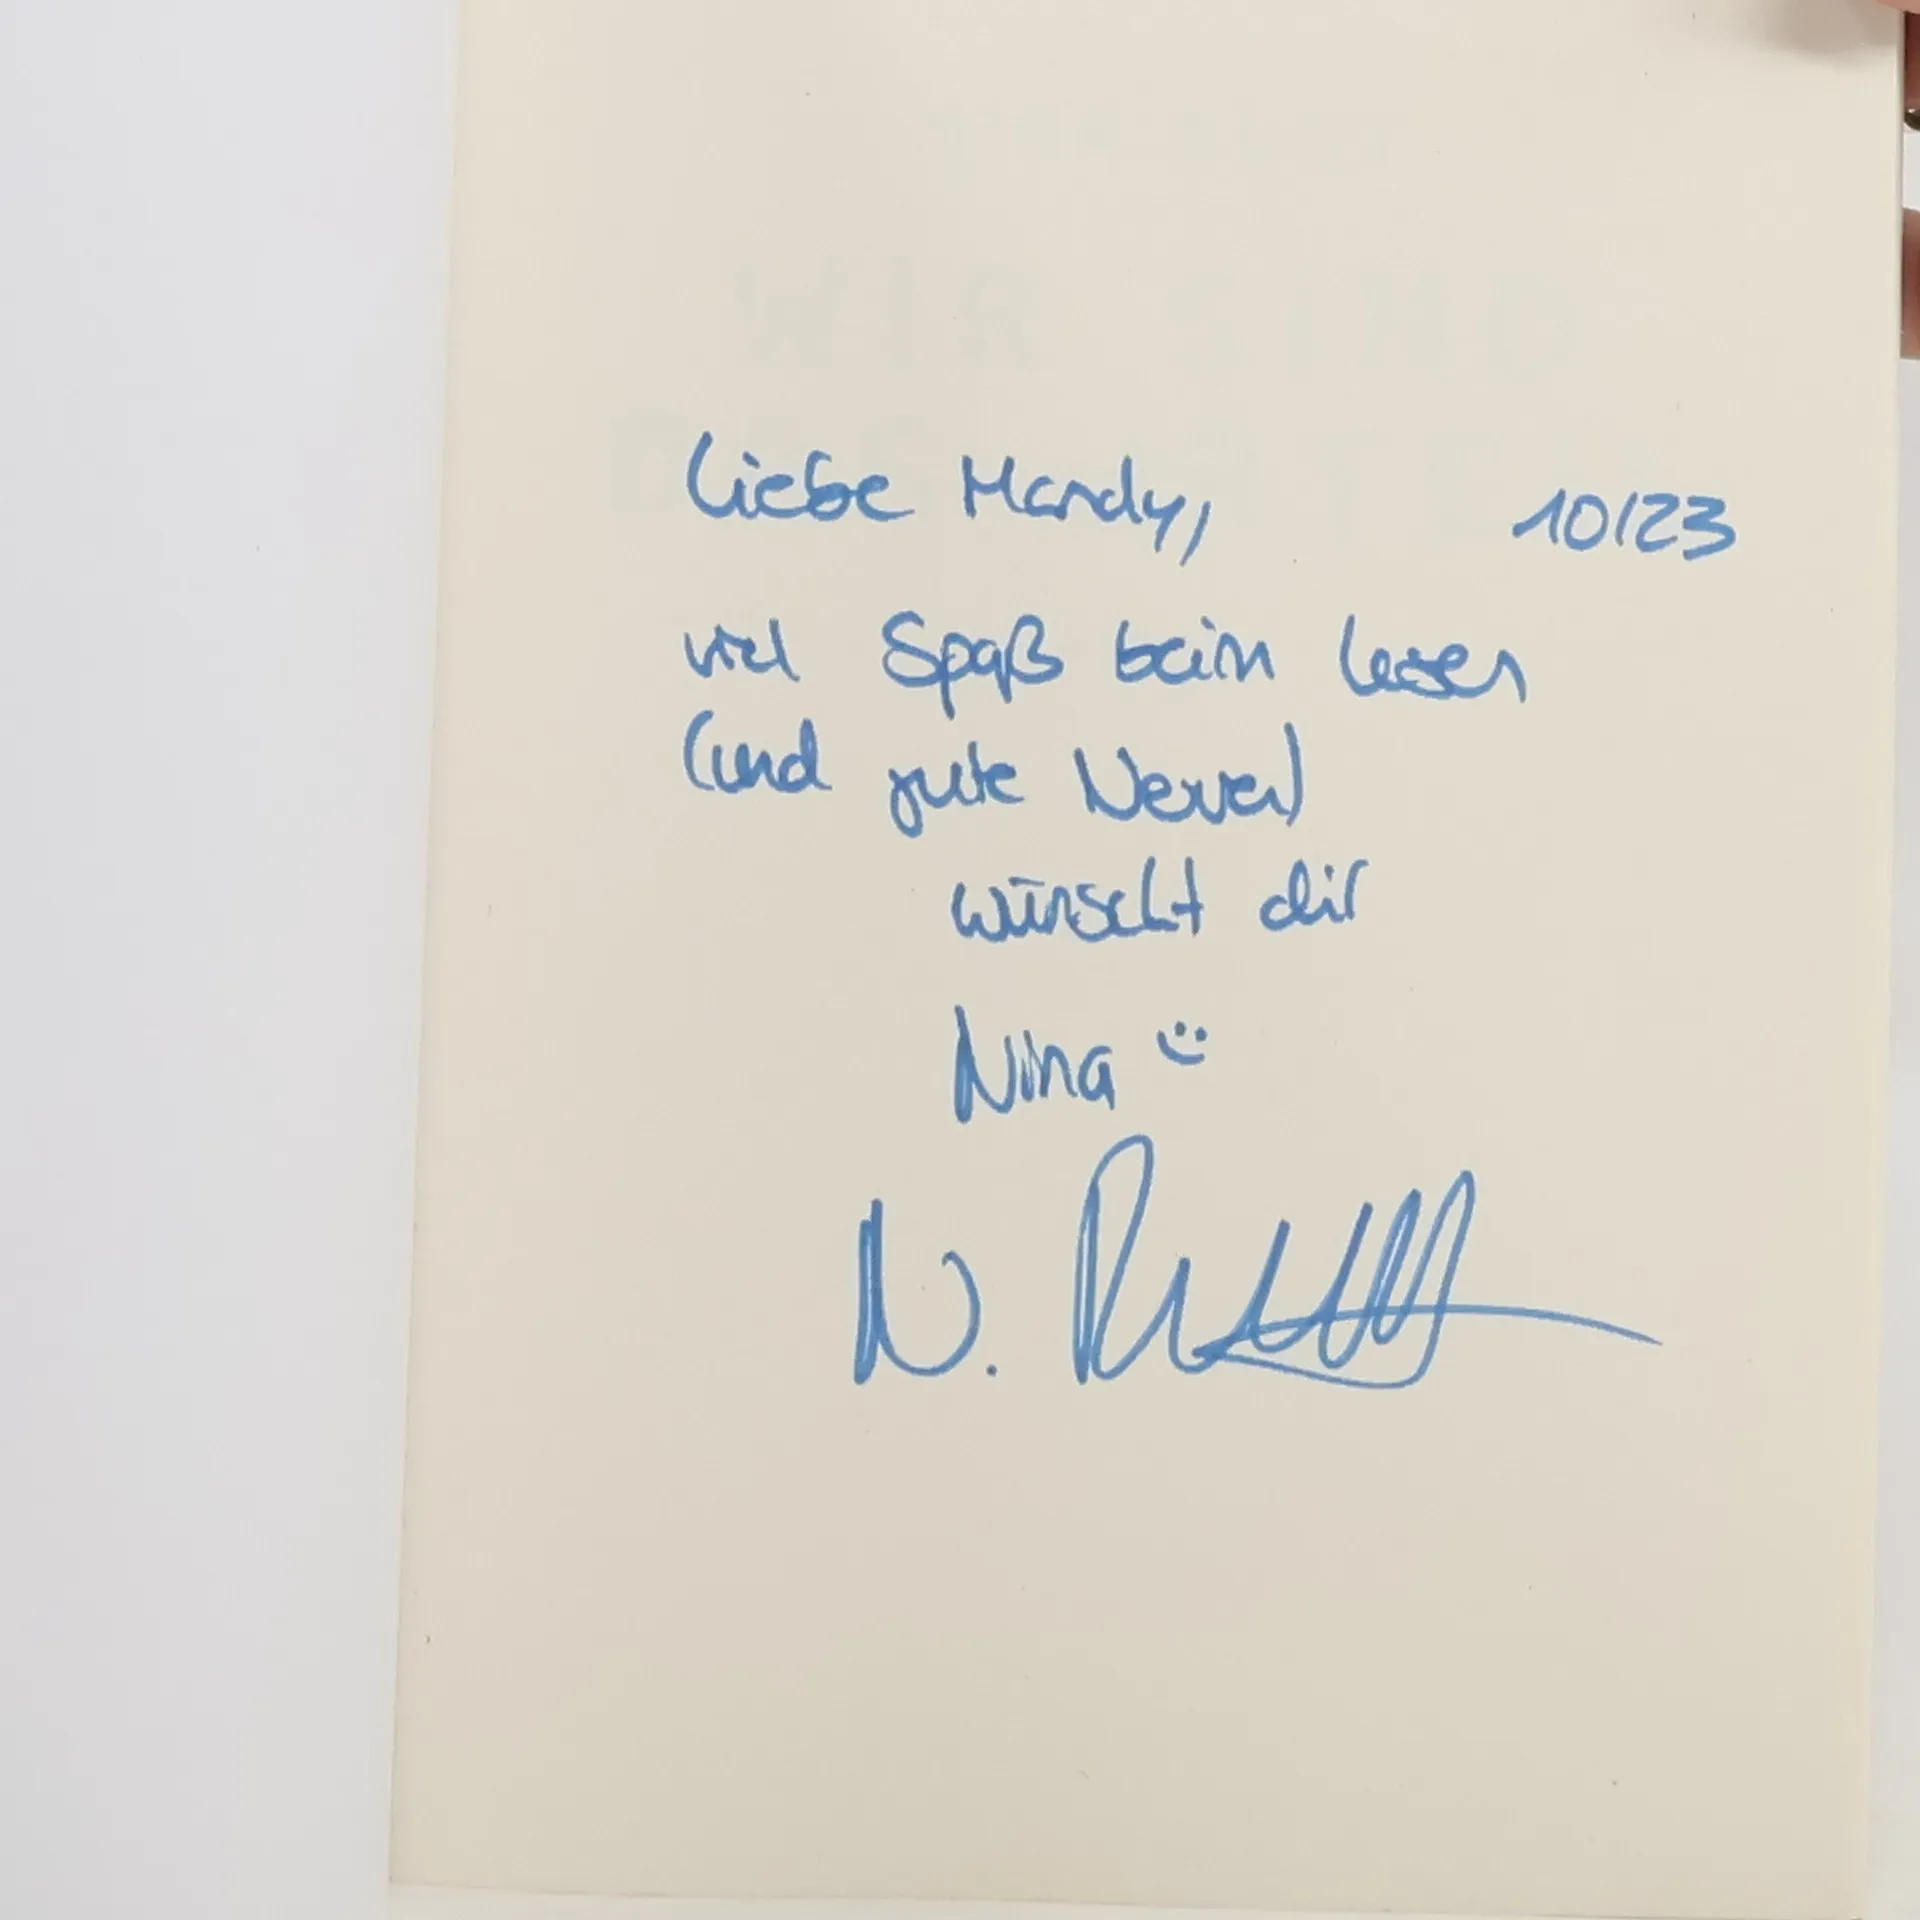 Liebe Mandy, 10/23
viel Spaß beim Lesen
(und gute Nerven)
wünscht dir
Nina
N.